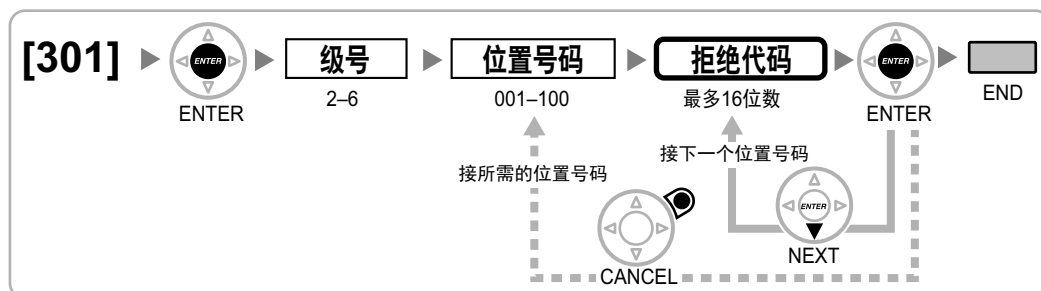 [301] ENTER 级号 位置号码 拒绝代码 ENTER
ENTER 2–6 001–100 最多16位数 ENTER END
接所需的位置号码 接下一个位置号码
ENTER
CANCEL NEXT